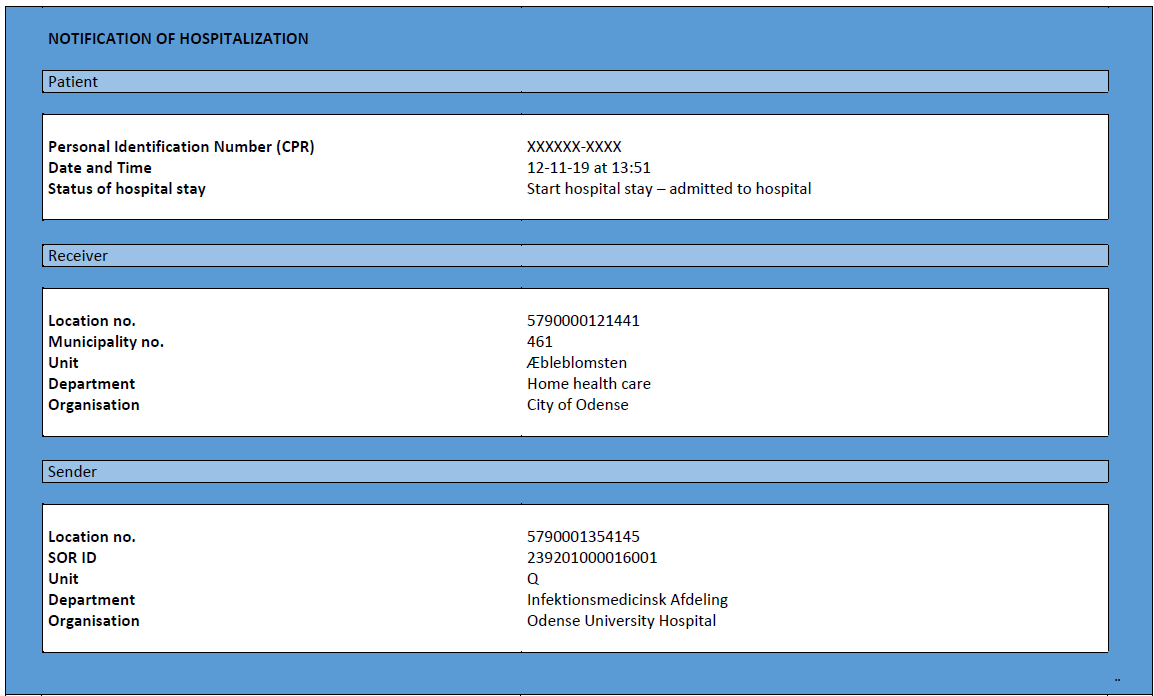 NOTIFICATION OF HOSPITALIZATION
Patient
Personal Identification Number (CPR) XXXXXX-XXXX
Date and Time 12-11-19 at 13:51
Status of hospital stay Start hospital stay – admitted to hospital
Receiver
Location no. 5790000121441
Municipality no. 461
Unit Æbleblomsten
Department Home health care
Organisation City of Odense
Sender
Location no. 5790001354145
SOR ID 239201000016001
Unit Q
Department Infektionsmedicinsk Afdeling
Organisation Odense University Hospital
..